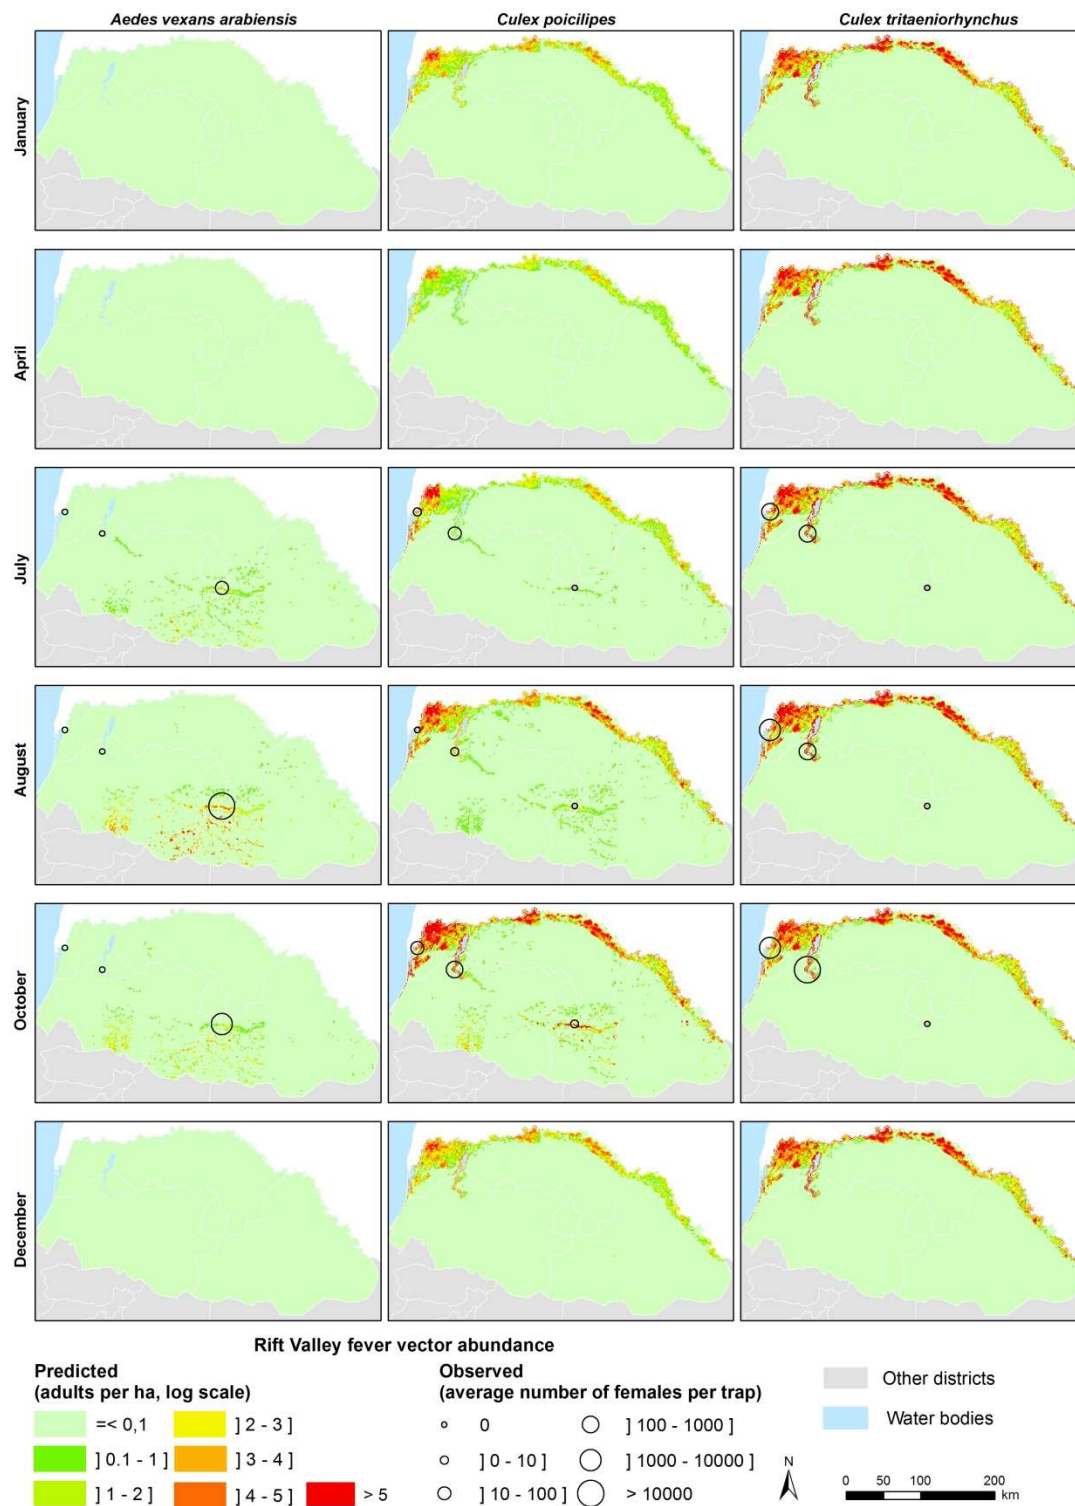 Aedes vexans arabiensis
Culex poicilipes
Culex tritaeniorhynchus
January
April
July
August
October
December
Rift Valley fever vector abundance
Predicted
(adults per ha, log scale)
=< 0,1
] 0.1 - 1 ]
] 1 - 2 ]
] 2 - 3 ]
] 3 - 4 ]
] 4 - 5 ]
> 5
Observed
(average number of females per trap)
0
] 0 - 10 ]
] 10 - 100 ]
] 100 - 1000 ]
] 1000 - 10000 ]
> 10000
Other districts
Water bodies
N
0 50 100 200
km